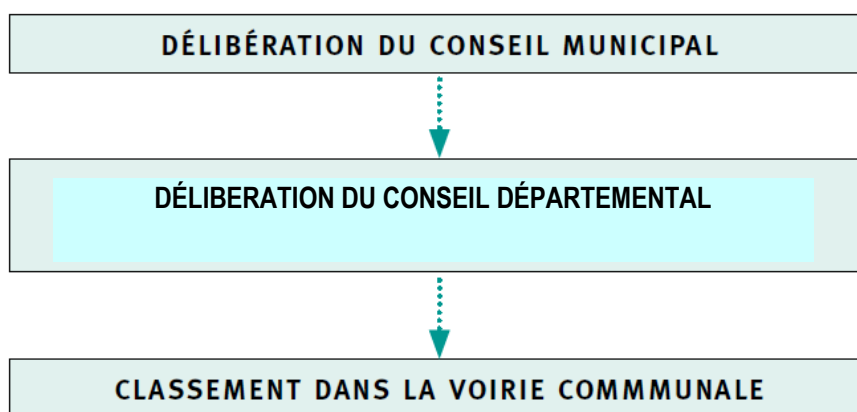 DÉLIBÉRATION DU CONSEIL MUNICIPAL
DÉLIBERATION DU CONSEIL DÉPARTEMENTAL
CLASSEMENT DANS LA VOIRIE COMMMUNALE